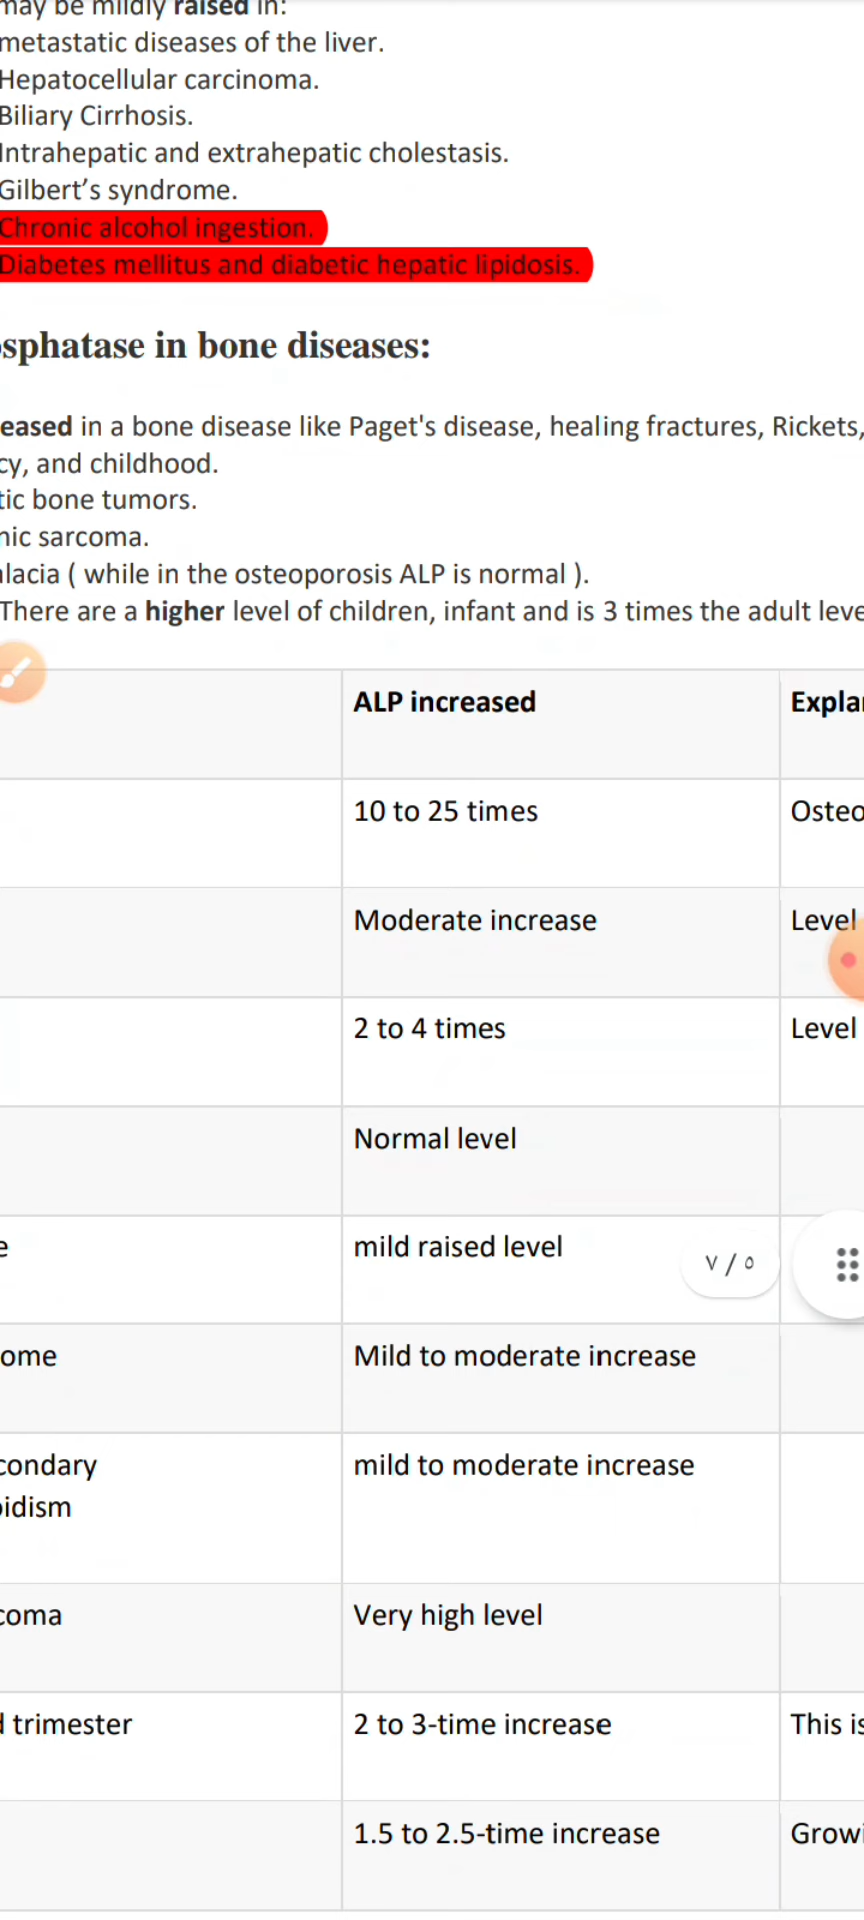 may be mildly raised in:
metastatic diseases of the liver.
Hepatocellular carcinoma.
Biliary Cirrhosis.
Intrahepatic and extrahepatic cholestasis.
Gilbert’s syndrome.
Chronic alcohol ingestion.
Diabetes mellitus and diabetic hepatic lipidosis.
sphatase in bone diseases:
eased in a bone disease like Paget's disease, healing fractures, Rickets,
cy, and childhood.
tic bone tumors.
nic sarcoma.
alacia ( while in the osteoporosis ALP is normal ).
There are a higher level of children, infant and is 3 times the adult leve
ALP increased Expla
10 to 25 times Osteo
Moderate increase Level
2 to 4 times Level
Normal level
e mild raised level
٧ / ٥
ome Mild to moderate increase
condary mild to moderate increase
oidism
coma Very high level
d trimester 2 to 3-time increase This is
1.5 to 2.5-time increase Growi